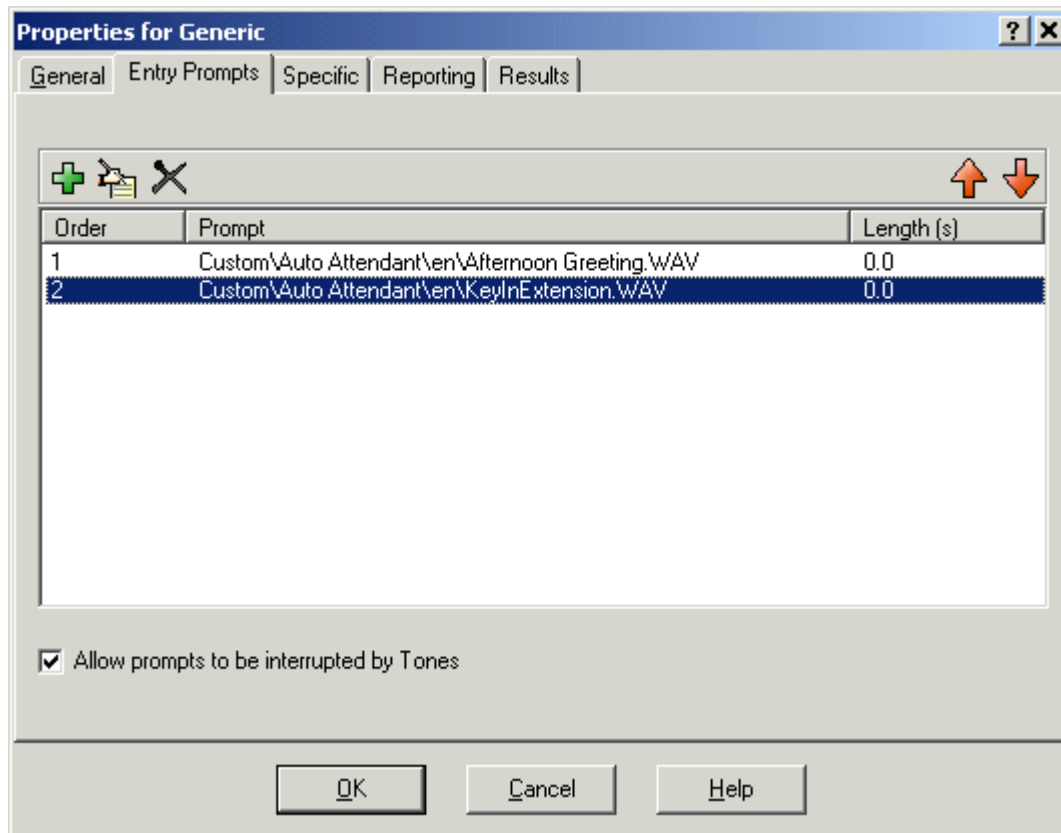 Properties for Generic
General Entry Prompts Specific Reporting Results
Order Prompt Length (s)
1 Custom\Auto Attendant\en\Afternoon Greeting.WAV 0.0
2 Custom\Auto Attendant\en\KeyInExtension.WAV 0.0
Allow prompts to be interrupted by Tones
OK Cancel Help